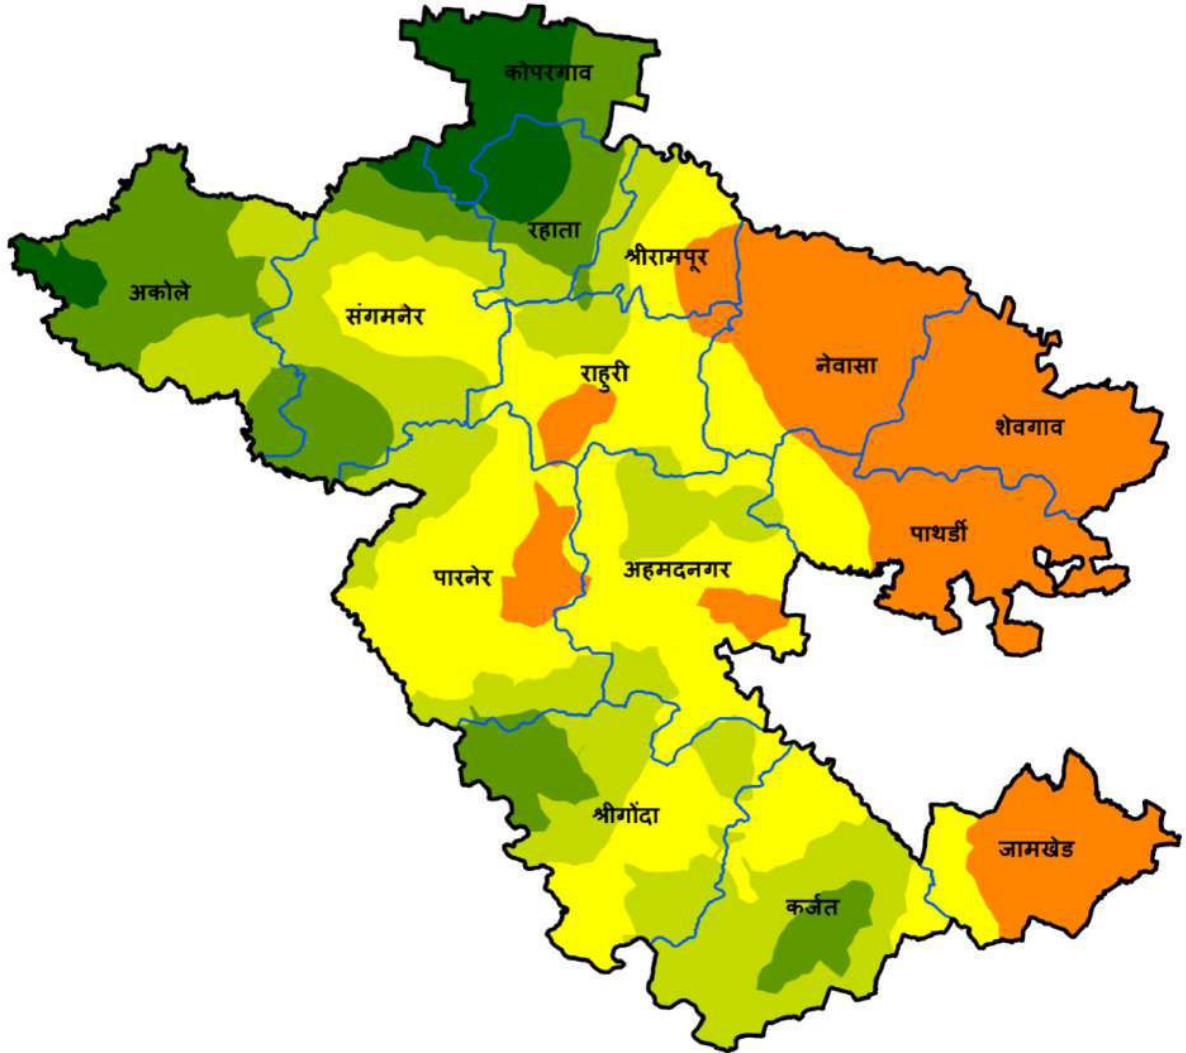 कोपरगाव
रहाता
श्रीरामपूर
अकोले
संगमनेर
नेवासा
राहुरी
शेवगाव
पाथर्डी
पारनेर
अहमदनगर
श्रीगोंदा
जामखेड
कर्जत